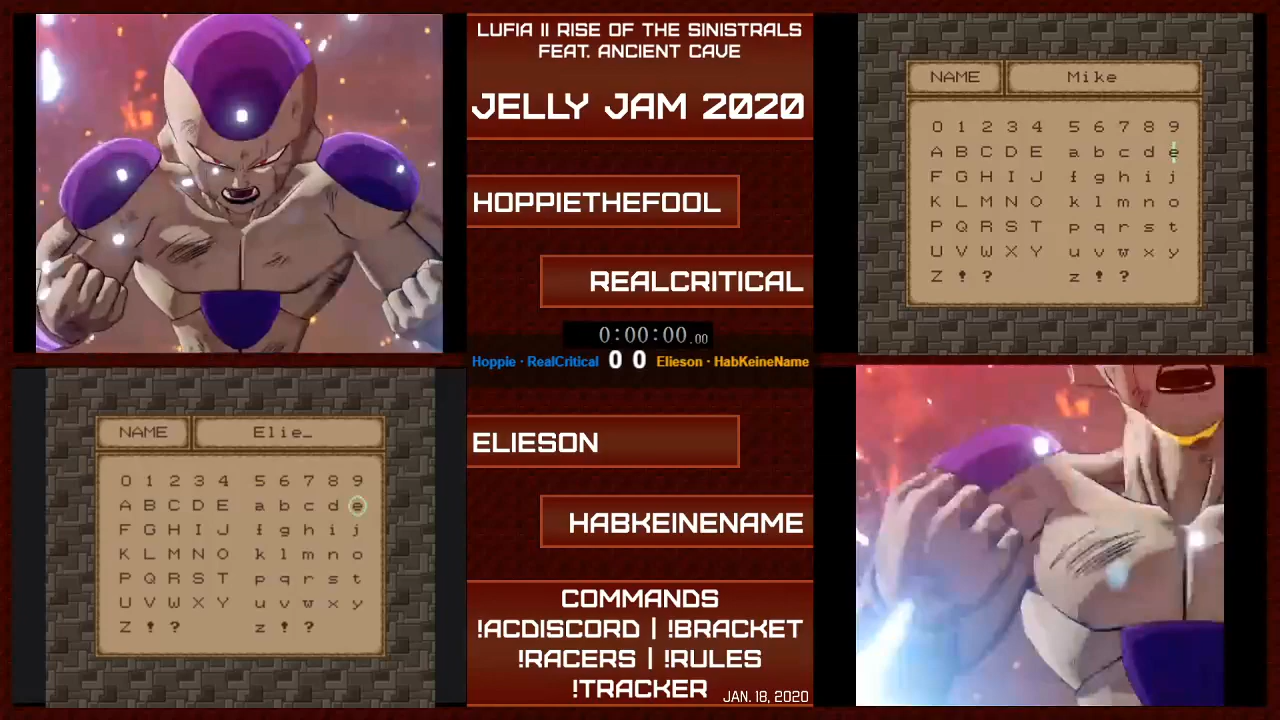 LUFIA II RISE OF THE SINISTRALS
FEAT. ANCIENT CAVE
JELLY JAM 2020
HOPPIETHEFOOL
REALCRITICAL
0:00:00.00
Hoppie · RealCritical 0 0 Elieson · HabKeineName
ELIESON
HABKEINENAME
COMMANDS
!ACDISCORD | !BRACKET
!RACERS | !RULES
!TRACKER
JAN. 18, 2020
NAME Mike
0 1 2 3 4 5 6 7 8 9
A B C D E a b c d e
F G H I J f g h i j
K L M N O k l m n o
P Q R S T p q r s t
U V W X Y u v w x y
Z ! ? z ! ?
NAME Elie_
0 1 2 3 4 5 6 7 8 9
A B C D E a b c d e
F G H I J f g h i j
K L M N O k l m n o
P Q R S T p q r s t
U V W X Y u v w x y
Z ! ? z ! ?